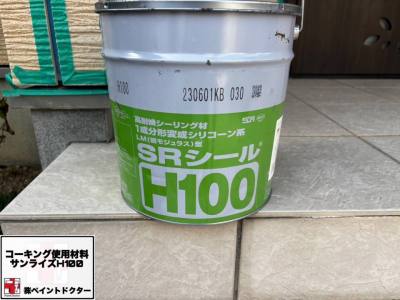 H100
230601KB 030
高耐候シーリング材
1成分形変成シリコーン系
LM(低モジュラス)型
SRシール
H100
コーキング使用材料
サンライズH100
㈱ペイントドクター